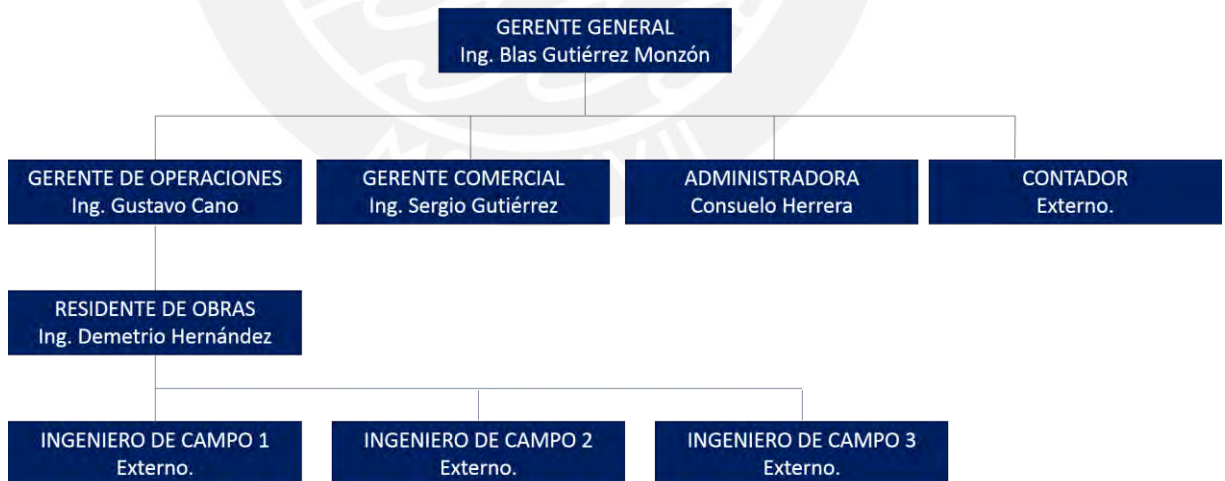 GERENTE GENERAL
Ing. Blas Gutiérrez Monzón
GERENTE DE OPERACIONES
Ing. Gustavo Cano
GERENTE COMERCIAL
Ing. Sergio Gutiérrez
ADMINISTRADORA
Consuelo Herrera
CONTADOR
Externo.
RESIDENTE DE OBRAS
Ing. Demetrio Hernández
INGENIERO DE CAMPO 1
Externo.
INGENIERO DE CAMPO 2
Externo.
INGENIERO DE CAMPO 3
Externo.